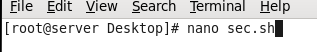 File Edit View Search Terminal Help
[root@server Desktop]# nano sec.sh